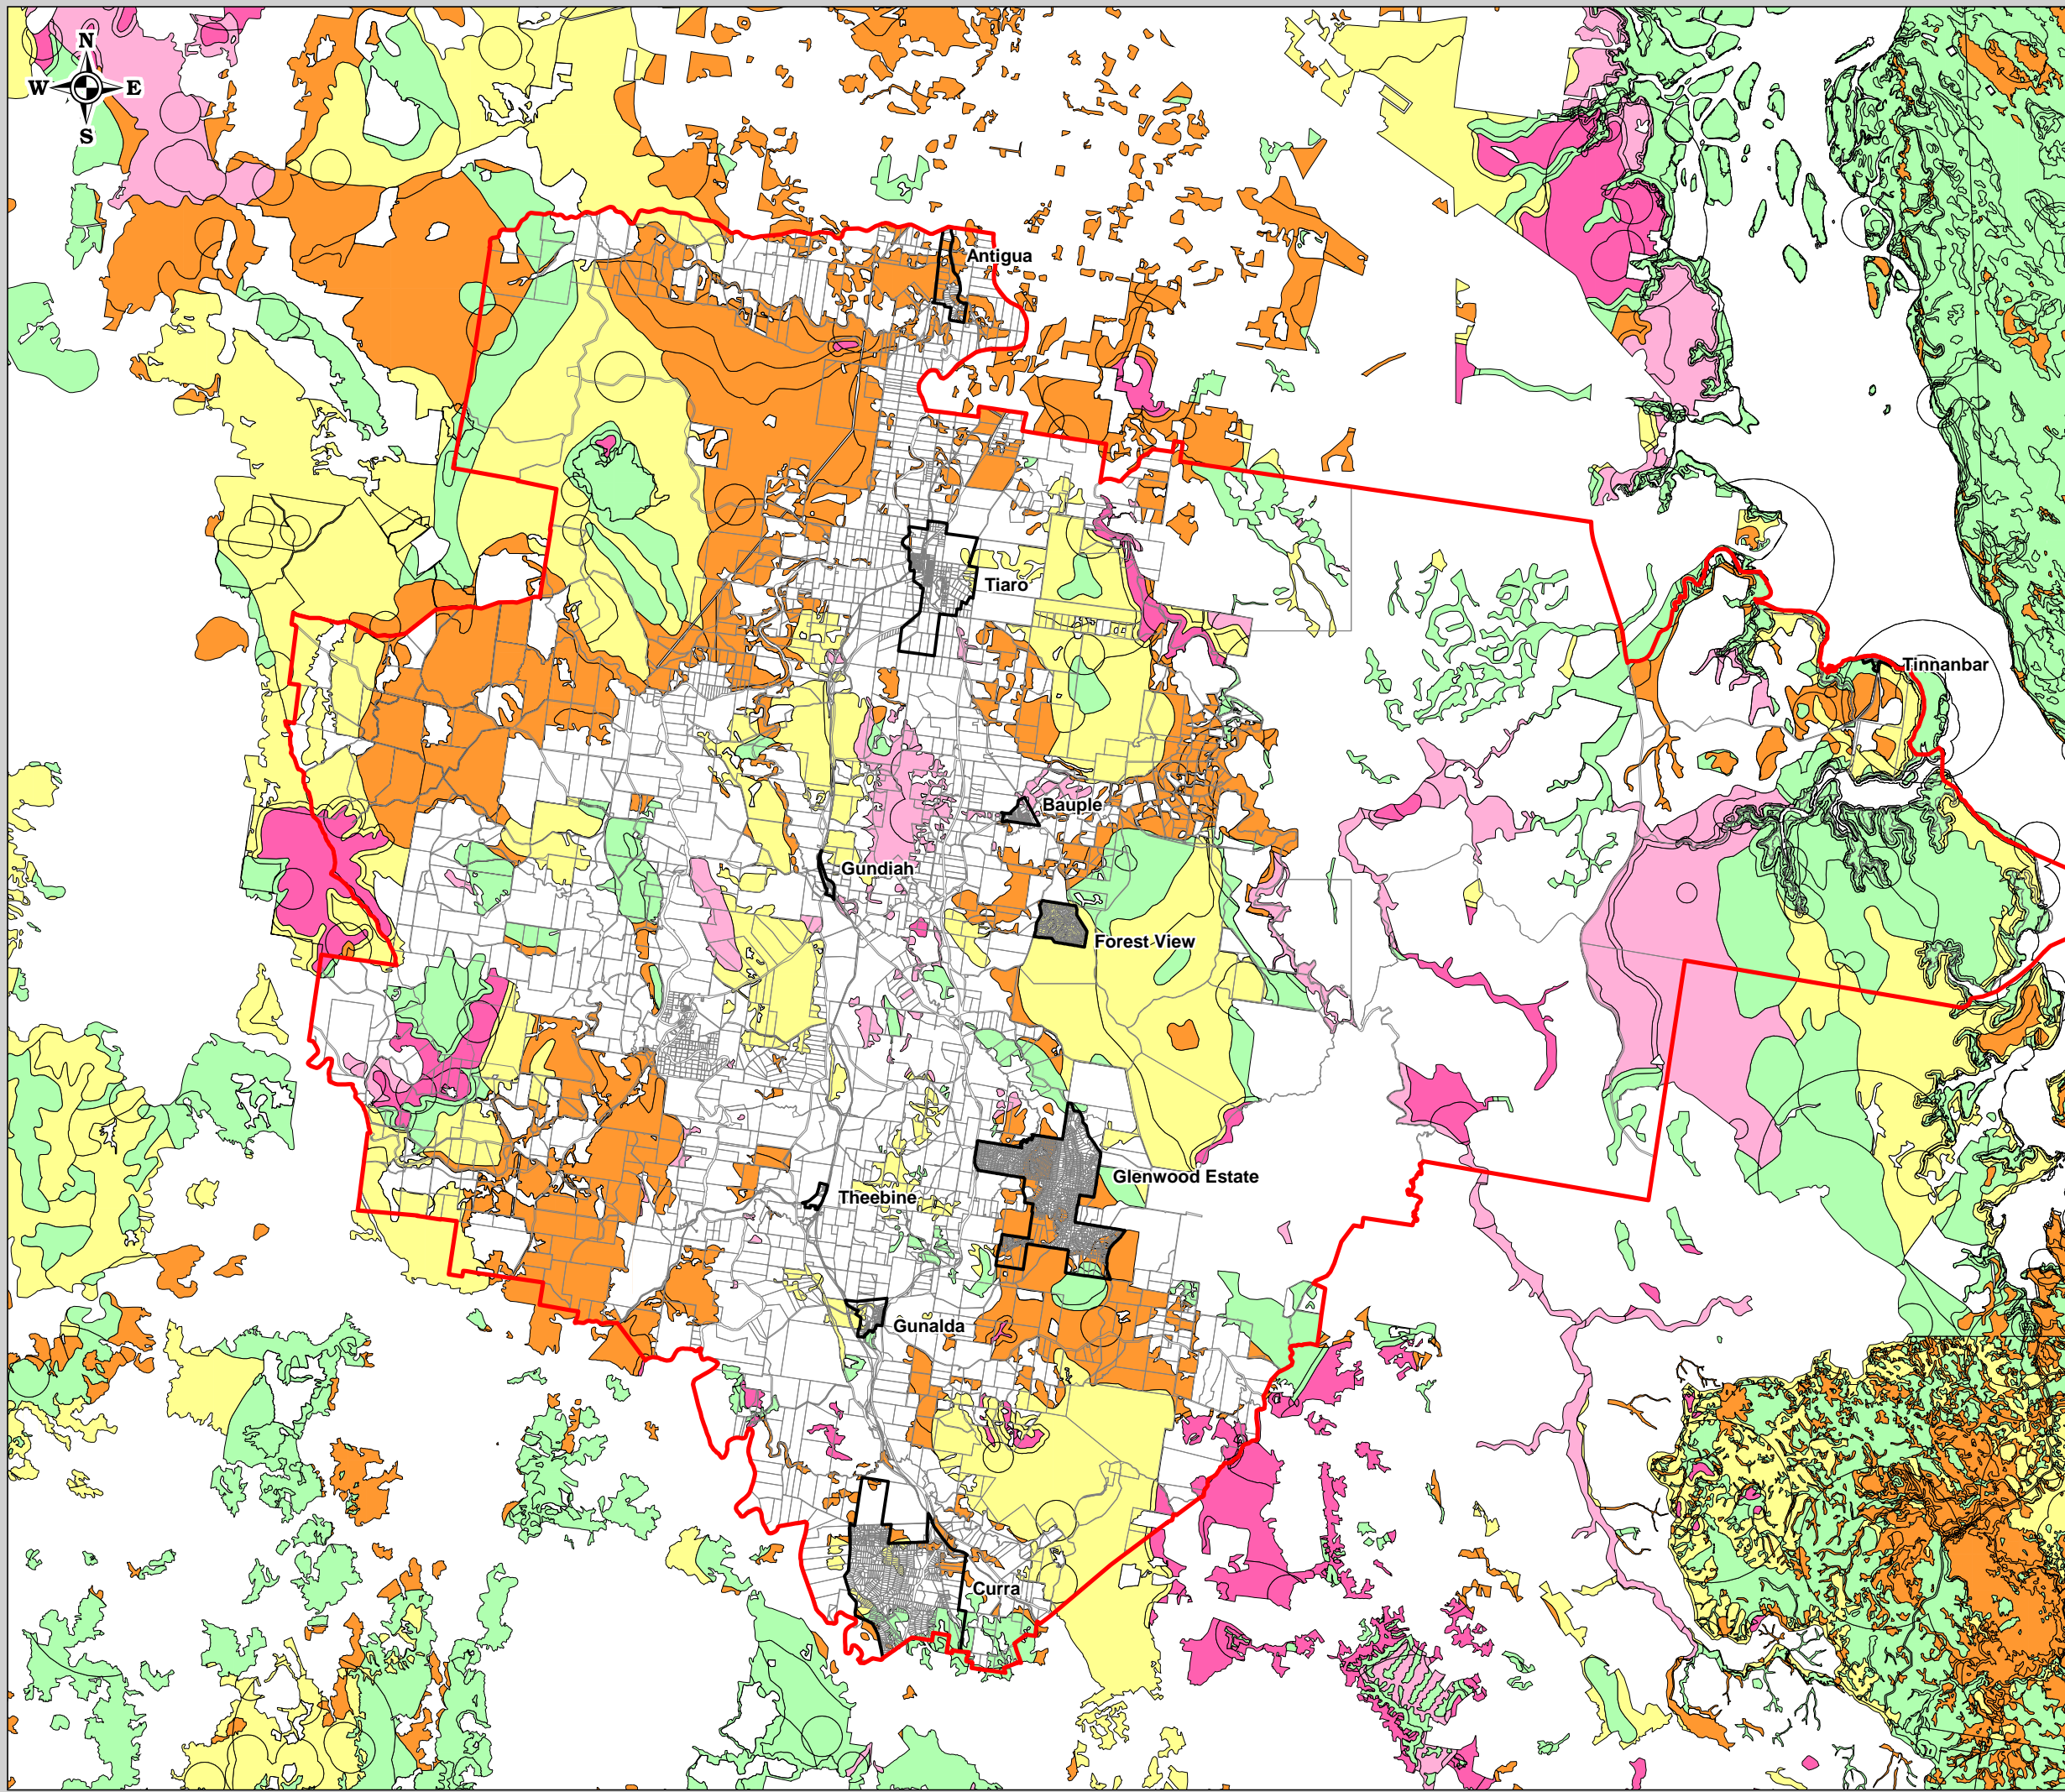 N
W E
S
Antigua
Tiaro
Tinnanbar
Bauple
Gundiah
Forest View
Glenwood Estate
Theebine
Gunalda
Curra